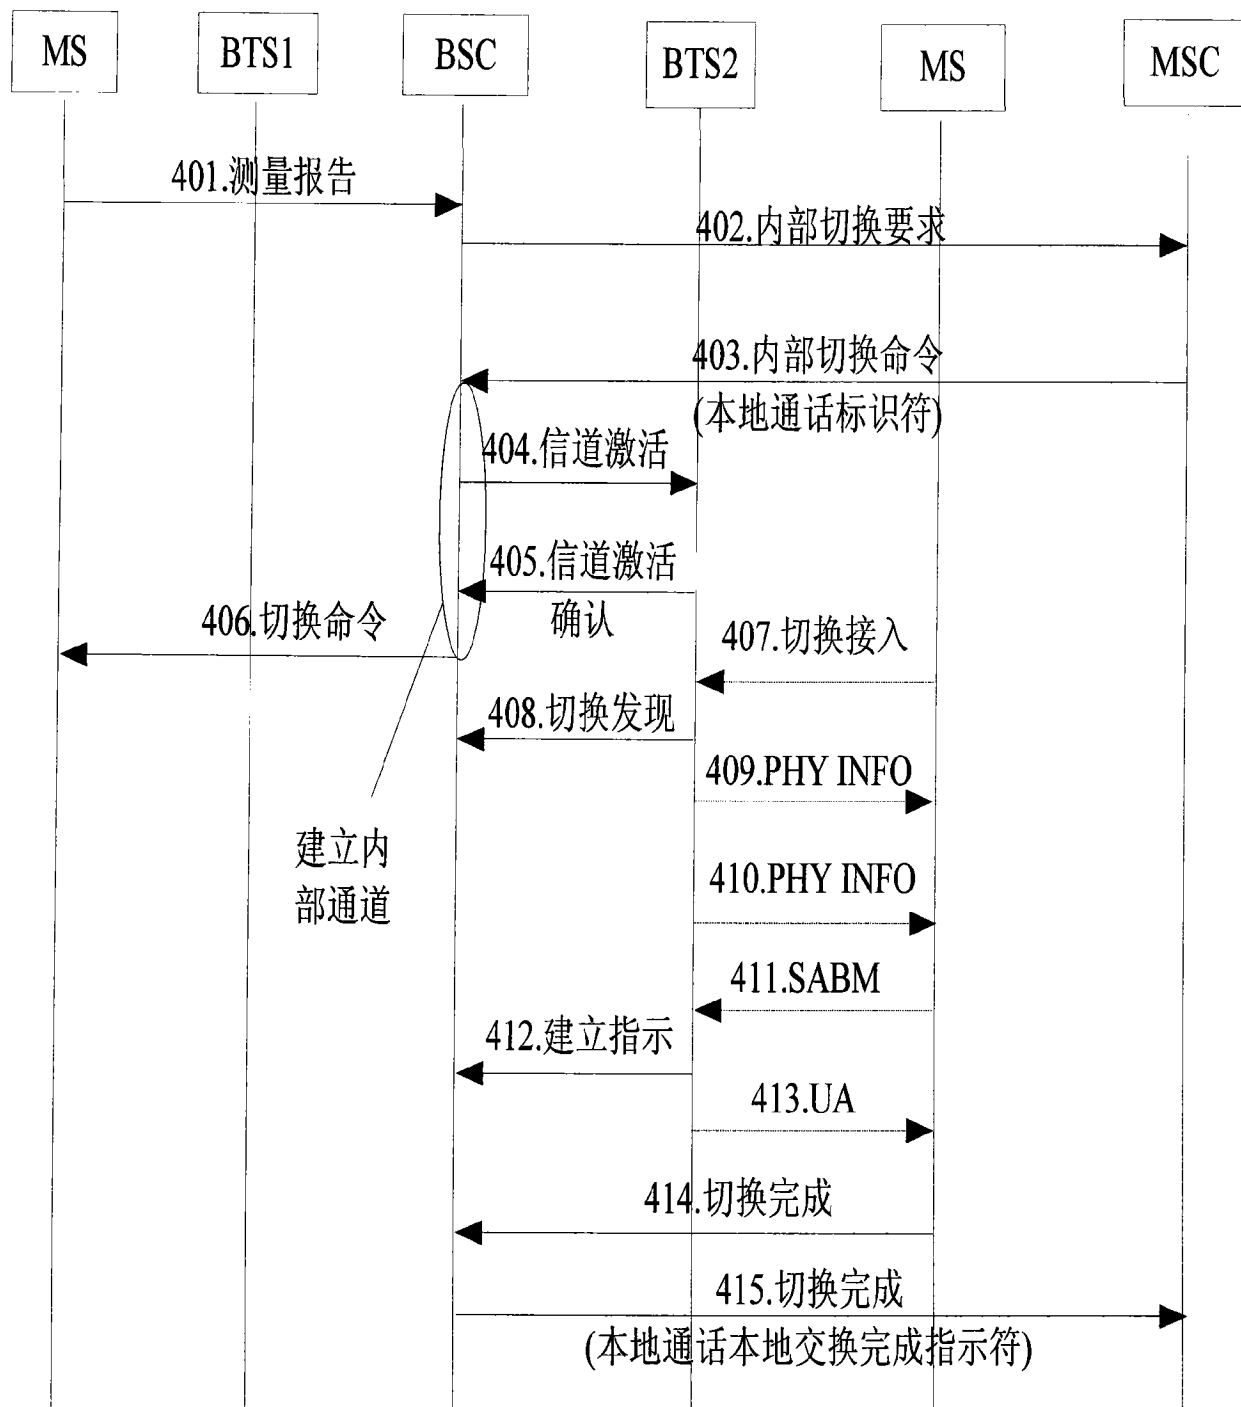 MS
BTS1
BSC
BTS2
MS
MSC
401.测量报告
402.内部切换要求
403.内部切换命令
(本地通话标识符)
404.信道激活
405.信道激活
确认
406.切换命令
407.切换接入
408.切换发现
409.PHY INFO
建立内
部通道
410.PHY INFO
411.SABM
412.建立指示
413.UA
414.切换完成
415.切换完成
(本地通话本地交换完成指示符)